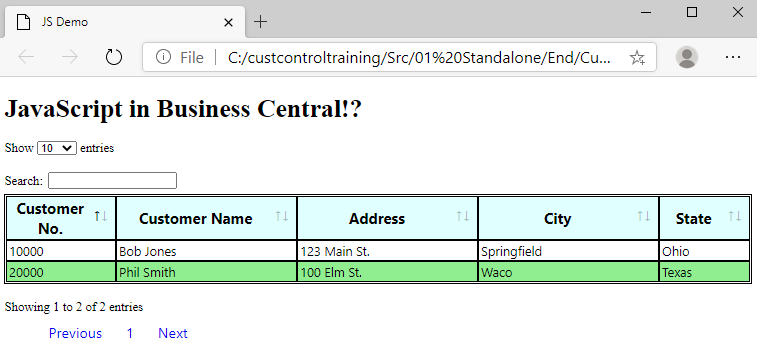 JS Demo
File C:/custcontroltraining/Src/01%20Standalone/End/Cu...
JavaScript in Business Central!?
Show 10 entries
Search:
Customer No. Customer Name Address City State
10000 Bob Jones 123 Main St. Springfield Ohio
20000 Phil Smith 100 Elm St. Waco Texas
Showing 1 to 2 of 2 entries
Previous 1 Next